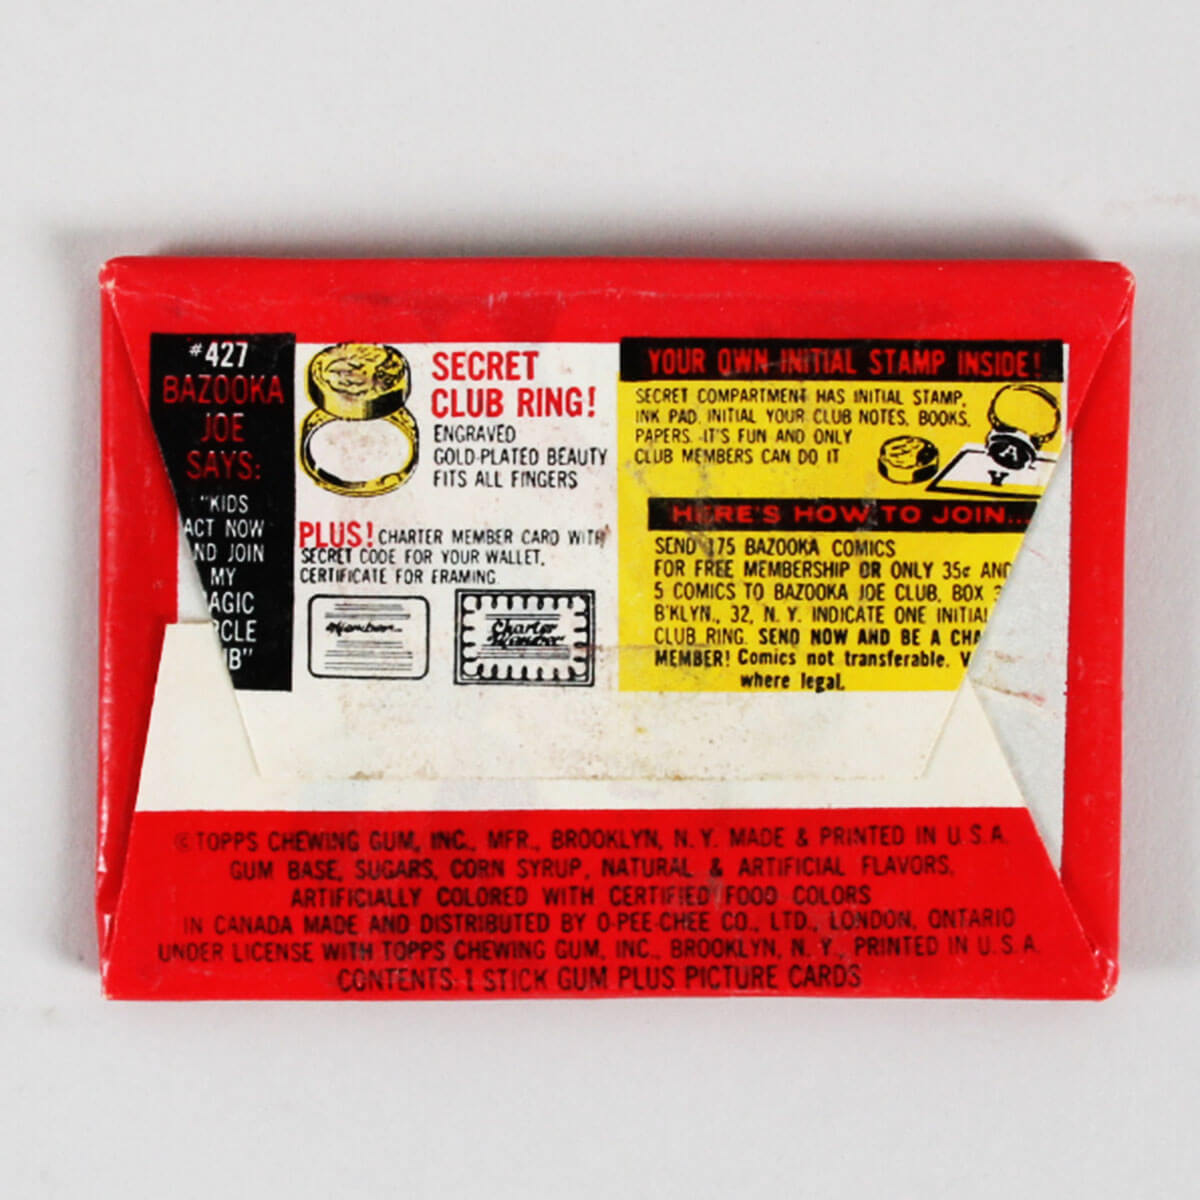 #427
BAZOOKA
JOE
SAYS:
"KIDS
ACT NOW
ND JOIN
MY
AGIC
RCLE
UB"
SECRET
CLUB RING!
ENGRAVED
GOLD-PLATED BEAUTY
FITS ALL FINGERS
PLUS! CHARTER MEMBER CARD WITH
SECRET CODE FOR YOUR WALLET,
CERTIFICATE FOR FRAMING
Member
Charter
Member
YOUR OWN INITIAL STAMP INSIDE!
SECRET COMPARTMENT HAS INITIAL STAMP,
INK PAD. INITIAL YOUR CLUB NOTES, BOOKS,
PAPERS. IT'S FUN AND ONLY
CLUB MEMBERS CAN DO IT
A
HERE'S HOW TO JOIN...
SEND 175 BAZOOKA COMICS
FOR FREE MEMBERSHIP OR ONLY 35¢ AND
5 COMICS TO BAZOOKA JOE CLUB, BOX 3
B'KLYN., 32, N. Y. INDICATE ONE INITIAL
CLUB RING. SEND NOW AND BE A CHA
MEMBER! Comics not transferable. V
where legal.
© TOPPS CHEWING GUM, INC., MFR., BROOKLYN, N. Y. MADE & PRINTED IN U.S.A.
GUM BASE, SUGARS, CORN SYRUP, NATURAL & ARTIFICIAL FLAVORS,
ARTIFICIALLY COLORED WITH CERTIFIED FOOD COLORS
IN CANADA MADE AND DISTRIBUTED BY O-PEE-CHEE CO., LTD., LONDON, ONTARIO
UNDER LICENSE WITH TOPPS CHEWING GUM, INC., BROOKLYN, N. Y., PRINTED IN U.S.A.
CONTENTS: 1 STICK GUM PLUS PICTURE CARDS